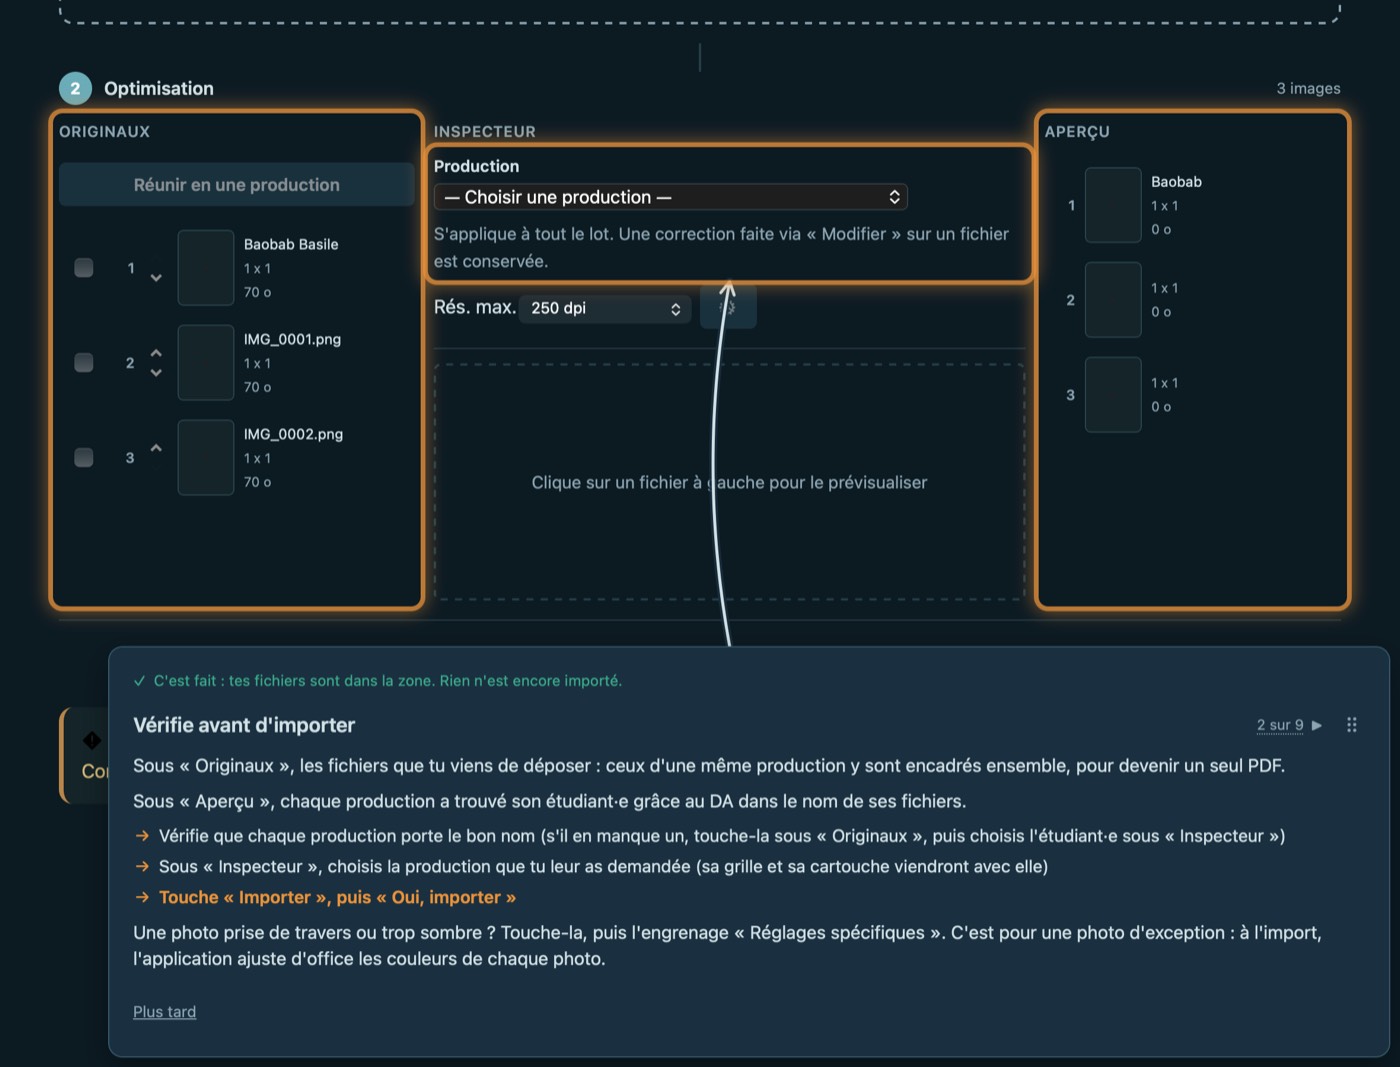 2 Optimisation
3 images
ORIGINAUX
Réunir en une production
1
Baobab Basile
1 x 1
70 o
2
IMG_0001.png
1 x 1
70 o
3
IMG_0002.png
1 x 1
70 o
INSPECTEUR
Production
— Choisir une production —
S'applique à tout le lot. Une correction faite via « Modifier » sur un fichier
est conservée.
Rés. max. 250 dpi
Clique sur un fichier à gauche pour le prévisualiser
APERÇU
1
Baobab
1 x 1
0 o
2
1 x 1
0 o
3
1 x 1
0 o
✓ C'est fait : tes fichiers sont dans la zone. Rien n'est encore importé.
Vérifie avant d'importer
2 sur 9
Sous « Originaux », les fichiers que tu viens de déposer : ceux d'une même production y sont encadrés ensemble, pour devenir un seul PDF.
Sous « Aperçu », chaque production a trouvé son étudiant·e grâce au DA dans le nom de ses fichiers.
→ Vérifie que chaque production porte le bon nom (s'il en manque un, touche-la sous « Originaux », puis choisis l'étudiant·e sous « Inspecteur »)
→ Sous « Inspecteur », choisis la production que tu leur as demandée (sa grille et sa cartouche viendront avec elle)
→ Touche « Importer », puis « Oui, importer »
Une photo prise de travers ou trop sombre ? Touche-la, puis l'engrenage « Réglages spécifiques ». C'est pour une photo d'exception : à l'import,
l'application ajuste d'office les couleurs de chaque photo.
Plus tard